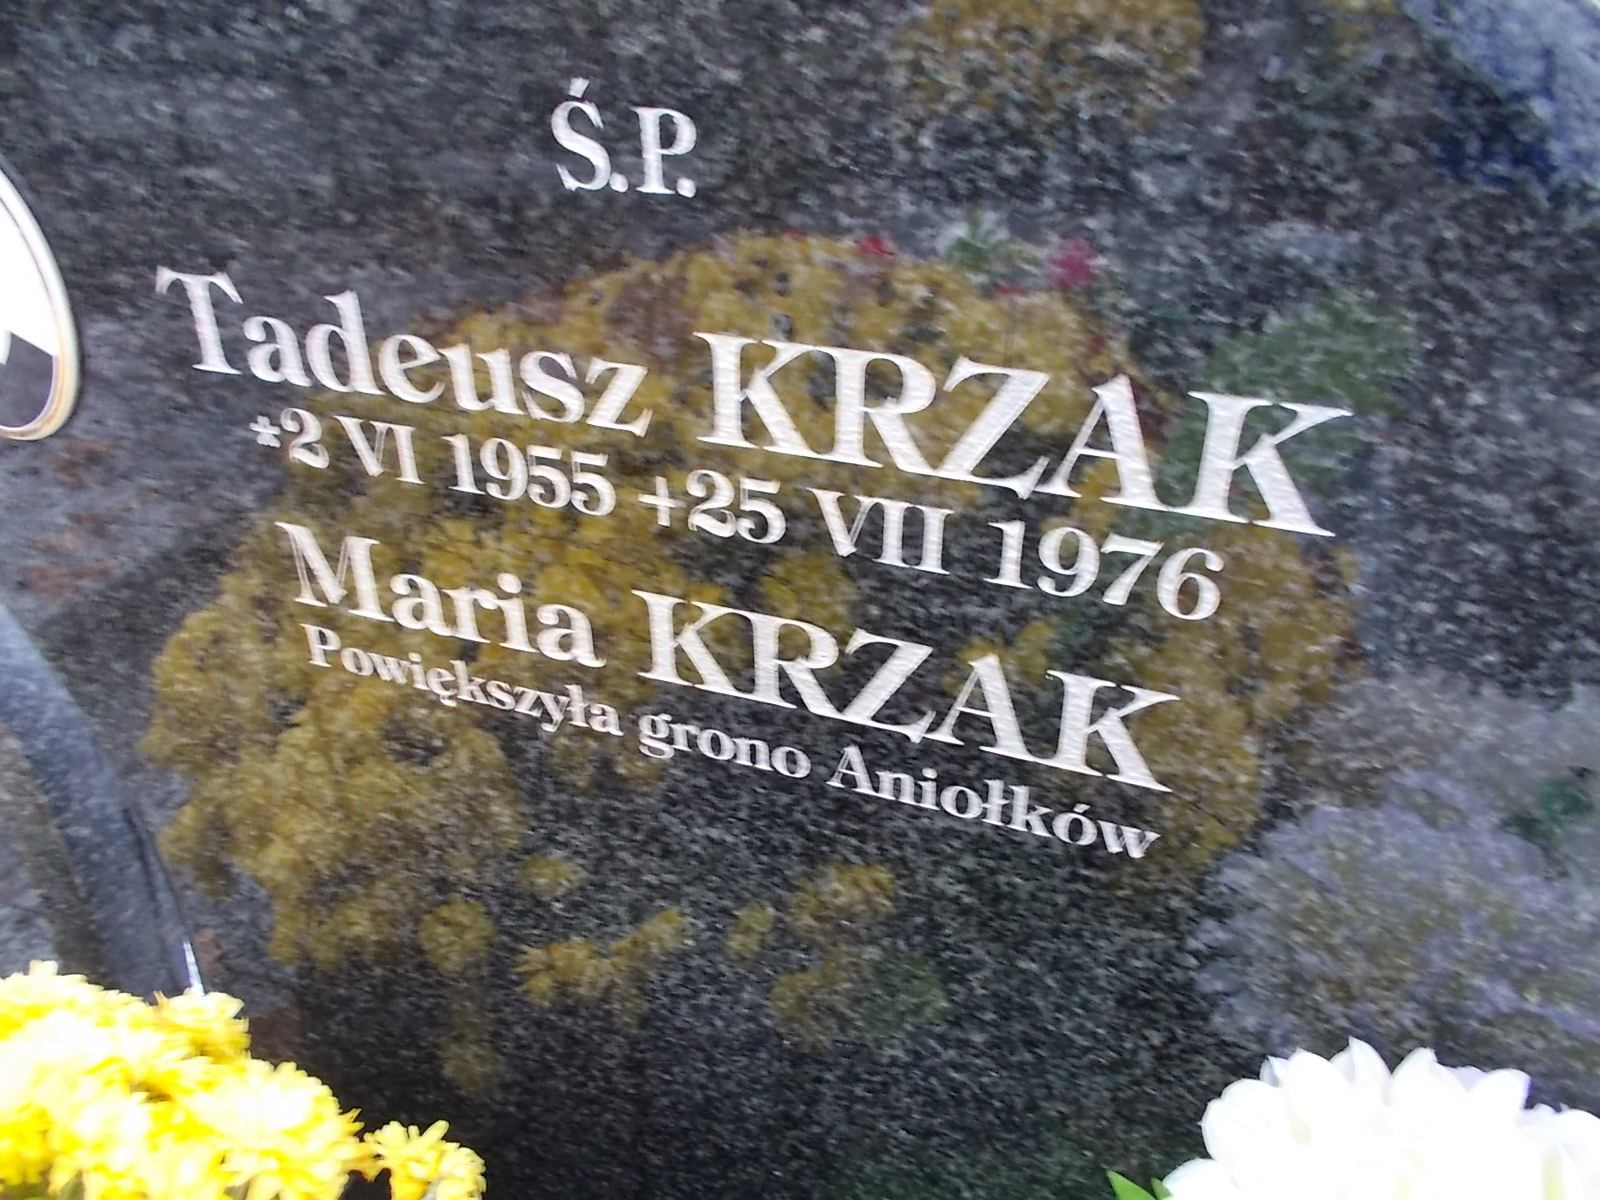 Ś.P.
Tadeusz KRZAK
*2 VI 1955 +25 VII 1976
Maria KRZAK
Powiększyła grono Aniołków